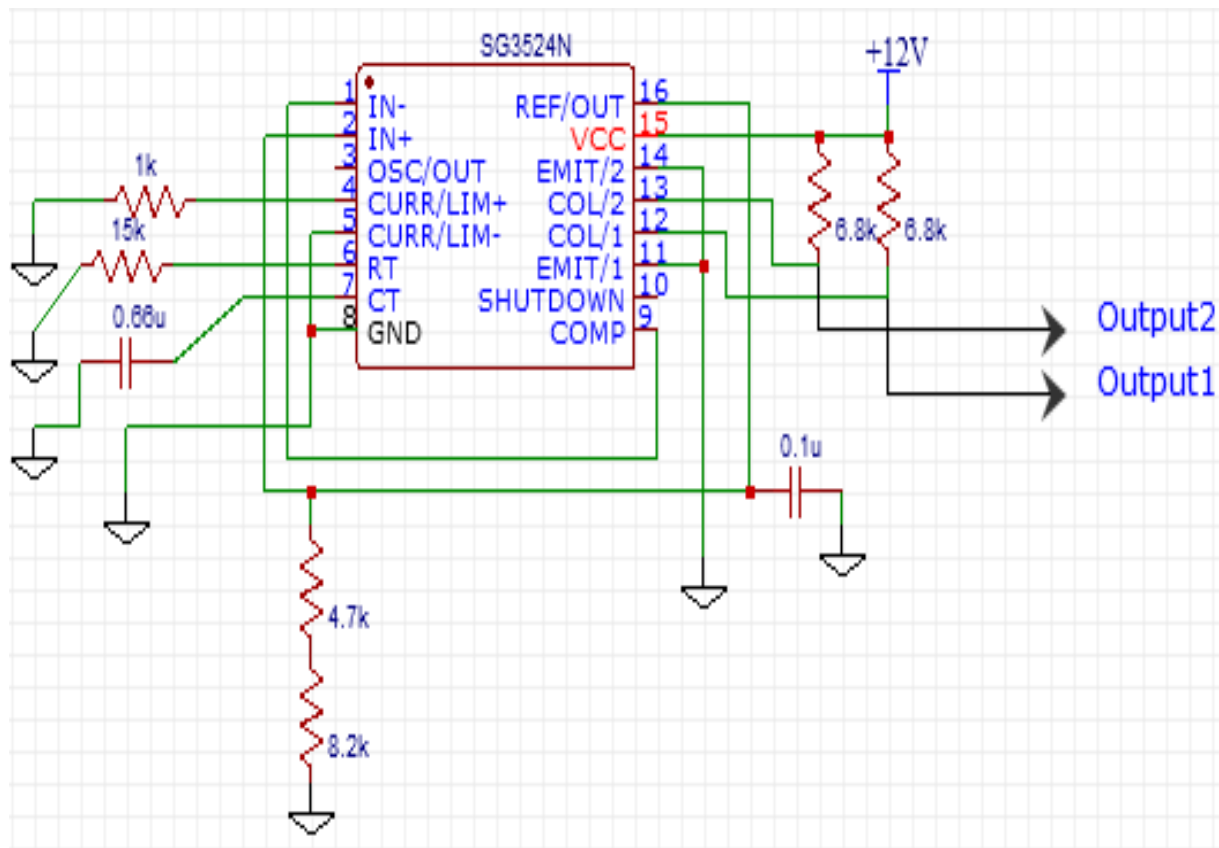 SG3524N
+12V
1 IN-
2 IN+
3 OSC/OUT
4 CURR/LIM+
5 CURR/LIM-
6 RT
7 CT
8 GND
REF/OUT 16
VCC 15
EMIT/2 14
COL/2 13
COL/1 12
EMIT/1 11
SHUTDOWN 10
COMP 9
1k
15k
0.66u
6.8k
6.8k
Output2
Output1
0.1u
4.7k
8.2k